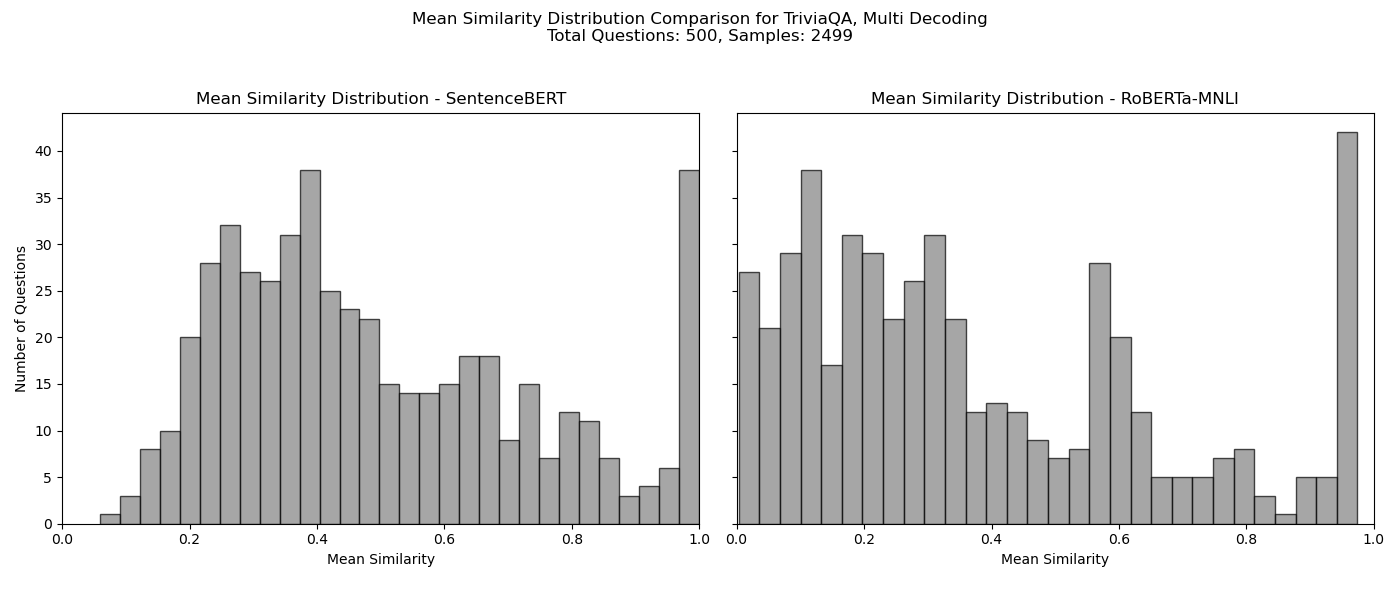 Mean Similarity Distribution Comparison for TriviaQA, Multi Decoding
Total Questions: 500, Samples: 2499
Mean Similarity Distribution - SentenceBERT
Number of Questions
40
35
30
25
20
15
10
5
0
0.0 0.2 0.4 0.6 0.8 1.0
Mean Similarity
Mean Similarity Distribution - RoBERTa-MNLI
0.0 0.2 0.4 0.6 0.8 1.0
Mean Similarity